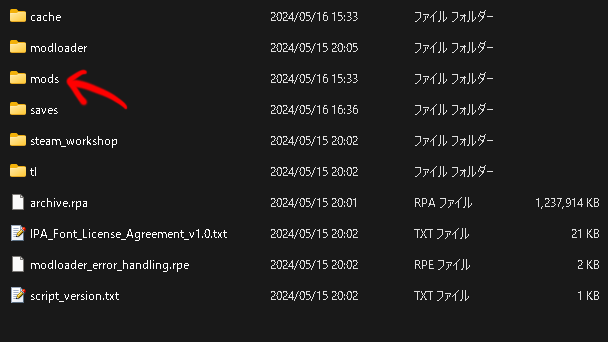 cache 2024/05/16 15:33 ファイル フォルダー
modloader 2024/05/15 20:05 ファイル フォルダー
mods 2024/05/16 15:33 ファイル フォルダー
saves 2024/05/16 16:36 ファイル フォルダー
steam_workshop 2024/05/15 20:02 ファイル フォルダー
tl 2024/05/15 20:02 ファイル フォルダー
archive.rpa 2024/05/15 20:01 RPA ファイル 1,237,914 KB
IPA_Font_License_Agreement_v1.0.txt 2024/05/15 20:02 TXT ファイル 21 KB
modloader_error_handling.rpe 2024/05/15 20:02 RPE ファイル 2 KB
script_version.txt 2024/05/15 20:02 TXT ファイル 1 KB